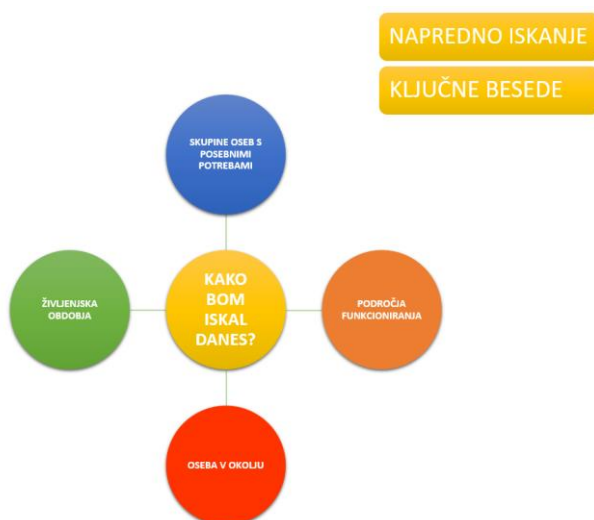 NAPREDNO ISKANJE
KLJUČNE BESEDE
SKUPINE OSEB S
POSEBNIMI
POTREBAMI
ŽIVLJENJSKA
OBDOBJA
KAKO
BOM
ISKAL
DANES?
PODROČJA
FUNKCIONIRANJA
OSEBA V OKOLJU